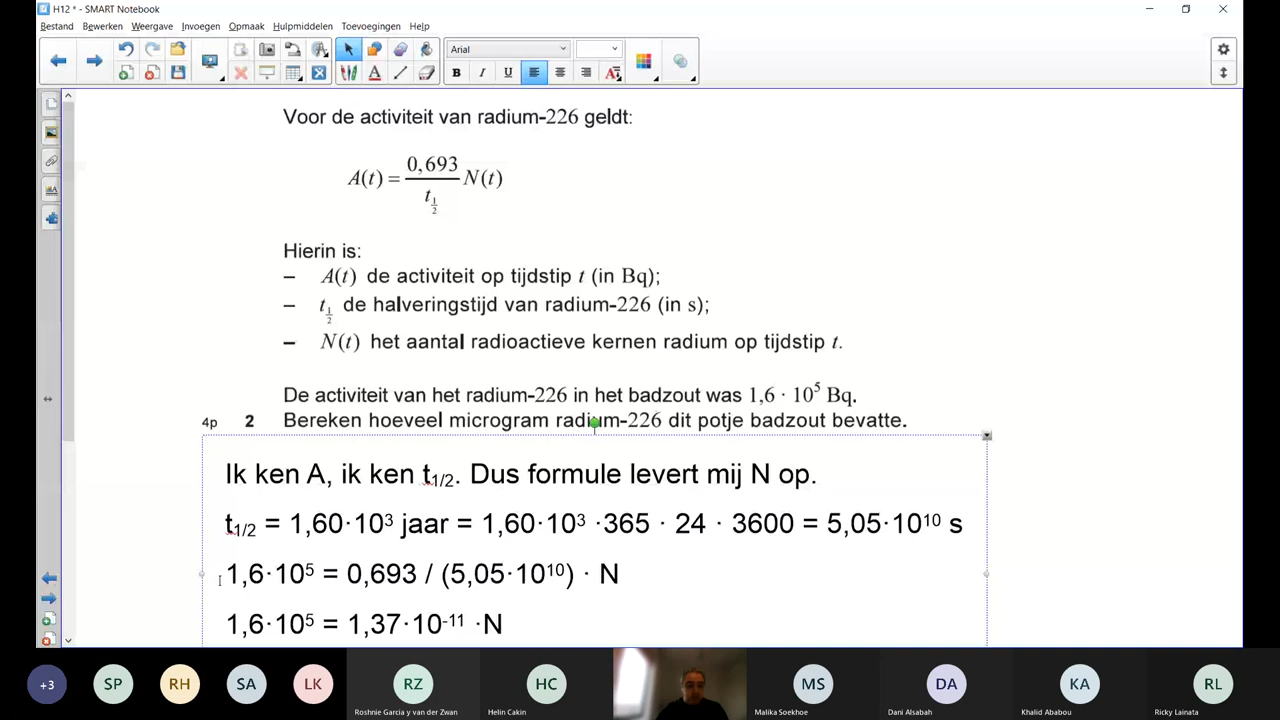 H12 * - SMART Notebook
Bestand Bewerken Weergave Invoegen Opmaak Hulpmiddelen Toevoegingen Help
Arial
B I U
Voor de activiteit van radium-226 geldt:
A(t) = 0,693 / t½ N(t)
Hierin is:
– A(t) de activiteit op tijdstip t (in Bq);
– t½ de halveringstijd van radium-226 (in s);
– N(t) het aantal radioactieve kernen radium op tijdstip t.
De activiteit van het radium-226 in het badzout was 1,6 · 10⁵ Bq.
4p 2 Bereken hoeveel microgram radium-226 dit potje badzout bevatte.
Ik ken A, ik ken t₁/₂. Dus formule levert mij N op.
t₁/₂ = 1,60·10³ jaar = 1,60·10³ ·365 · 24 · 3600 = 5,05·10¹⁰ s
1,6·10⁵ = 0,693 / (5,05·10¹⁰) · N
1,6·10⁵ = 1,37·10⁻¹¹ ·N
+3 SP RH SA LK RZ HC MS DA KA RL
Roshnie Garcia y van der Zwan Helin Cakin Malika Soekhoe Dani Alsabah Khalid Ababou Ricky Lainata